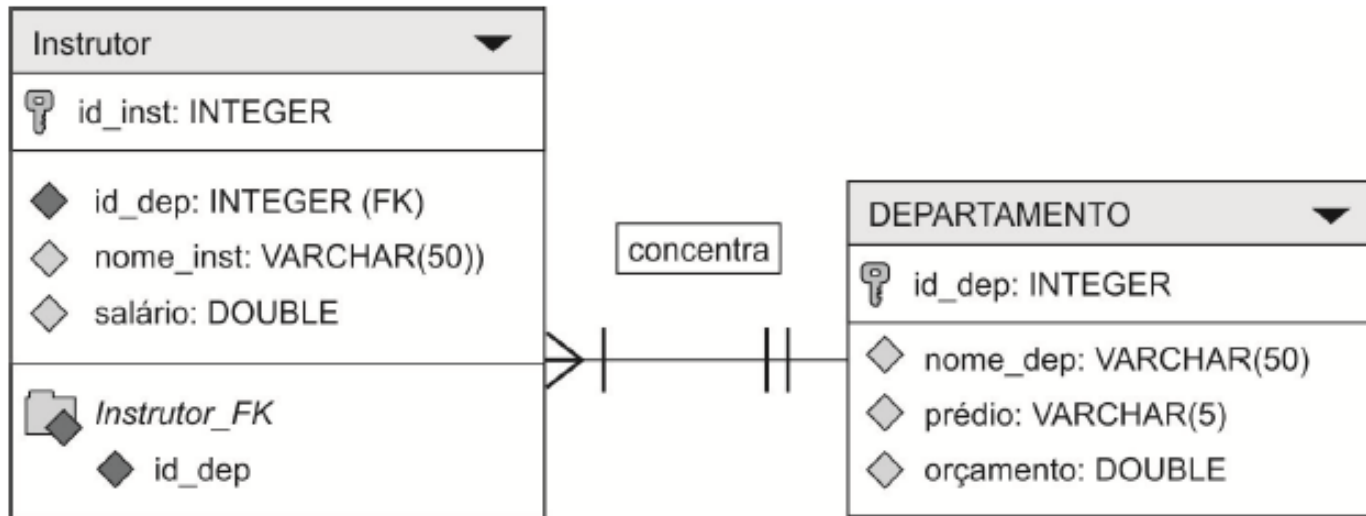 Instrutor
id_inst: INTEGER
id_dep: INTEGER (FK)
nome_inst: VARCHAR(50))
salário: DOUBLE
Instrutor_FK
id_dep
concentra
DEPARTAMENTO
id_dep: INTEGER
nome_dep: VARCHAR(50)
prédio: VARCHAR(5)
orçamento: DOUBLE